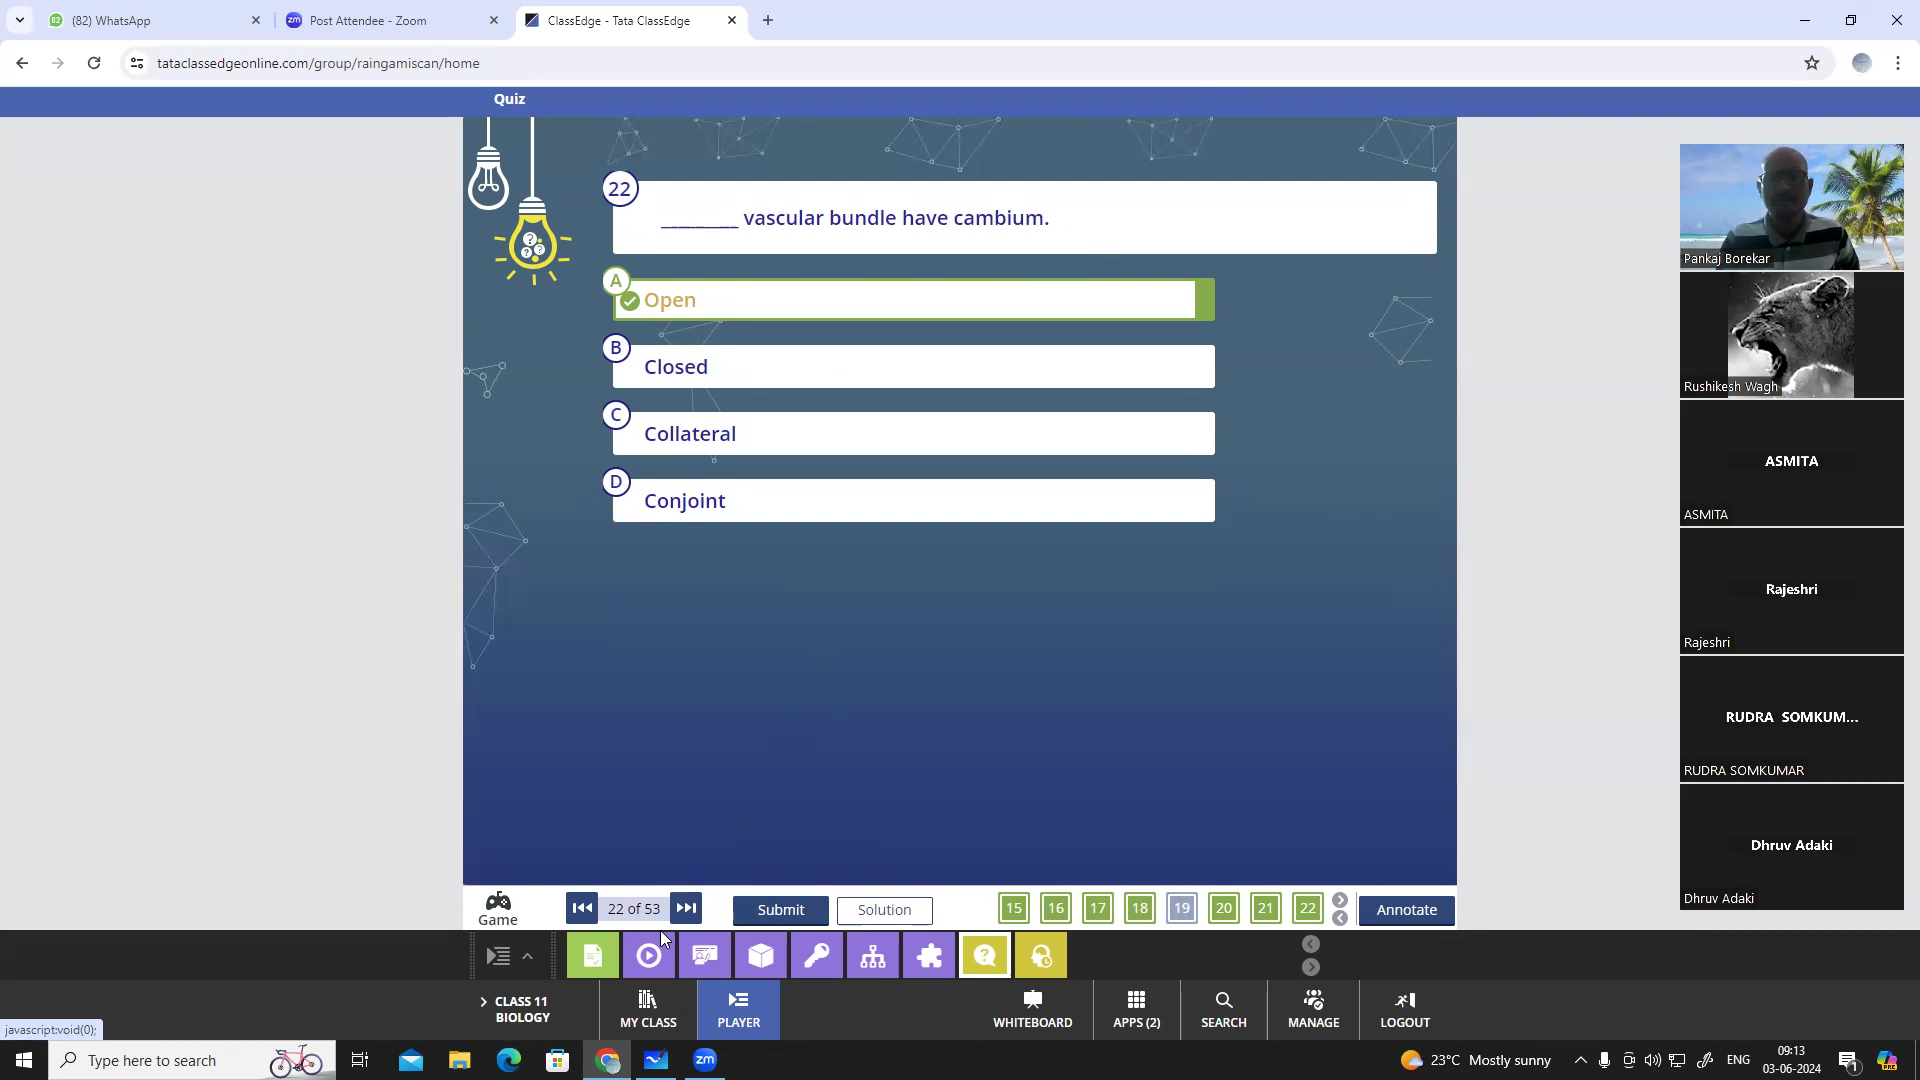 (82) WhatsApp
Post Attendee - Zoom
ClassEdge - Tata ClassEdge
tataclassedgeonline.com/group/raingamiscan/home
Quiz
22
_________ vascular bundle have cambium.
A
Open
B
Closed
C
Collateral
D
Conjoint
Pankaj Borekar
Rushikesh Wagh
ASMITA
ASMITA
Rajeshri
Rajeshri
RUDRA SOMKUM...
RUDRA SOMKUMAR
Dhruv Adaki
Dhruv Adaki
Game
22 of 53
Submit
Solution
15 16 17 18 19 20 21 22
Annotate
CLASS 11
BIOLOGY
MY CLASS
PLAYER
WHITEBOARD
APPS (2)
SEARCH
MANAGE
LOGOUT
javascript:void(0);
Type here to search
zm
23°C Mostly sunny
ENG
09:13
03-06-2024